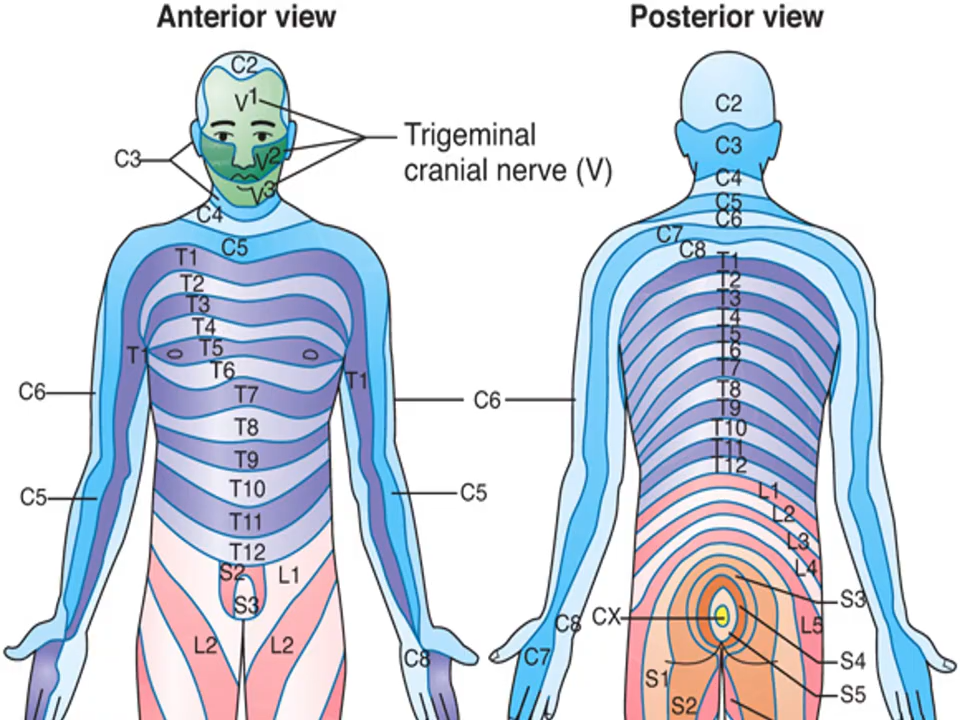 Anterior view
Posterior view
C2
V1
Trigeminal
cranial nerve (V)
V2
C3
V3
C4
C5
T1
T2
T3
T4
T5
T1
T6
T1
C6
T7
T8
T9
T10
C5
C5
T11
T12
S2
L1
S3
L2
L2
C8
C2
C3
C4
C5
C6
C7
C8
T1
T2
T3
T4
T5
T6
T7
T8
C6
T9
T10
T11
T12
L1
L2
L3
L4
S3
CX
C8
L5
C7
S4
S1
S5
S2